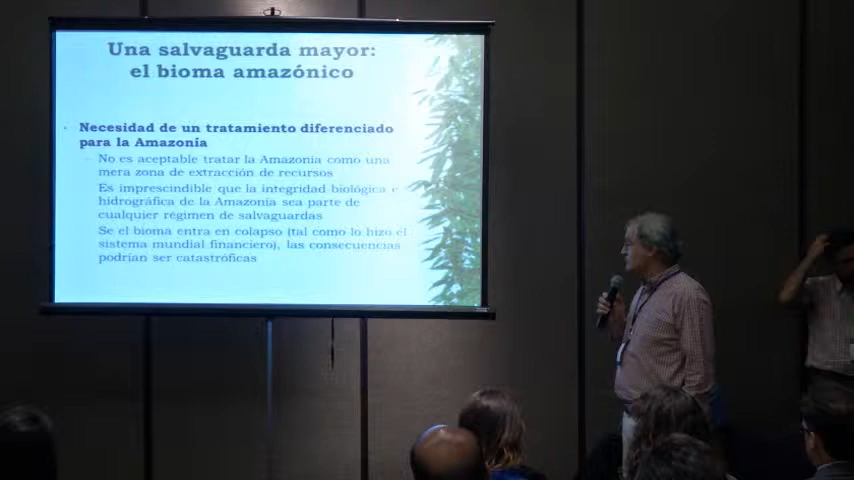 Una salvaguarda mayor:
el bioma amazónico
Necesidad de un tratamiento diferenciado
para la Amazonía
No es aceptable tratar la Amazonía como una
mera zona de extracción de recursos
Es imprescindible que la integridad biológica e
hidrográfica de la Amazonía sea parte de
cualquier régimen de salvaguardas
Se el bioma entra en colapso (tal como lo hizo el
sistema mundial financiero), las consecuencias
podrían ser catastróficas